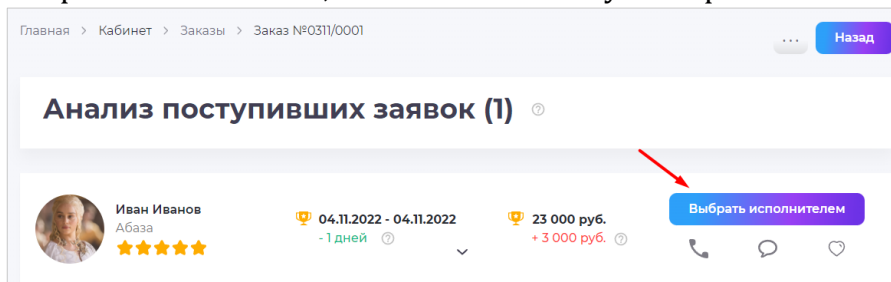 Главная > Кабинет > Заказы > Заказ №0311/0001
... Назад
Анализ поступивших заявок (1) ?
Иван Иванов
Абаза
04.11.2022 - 04.11.2022
- 1 дней ?
23 000 руб.
+ 3 000 руб. ?
Выбрать исполнителем